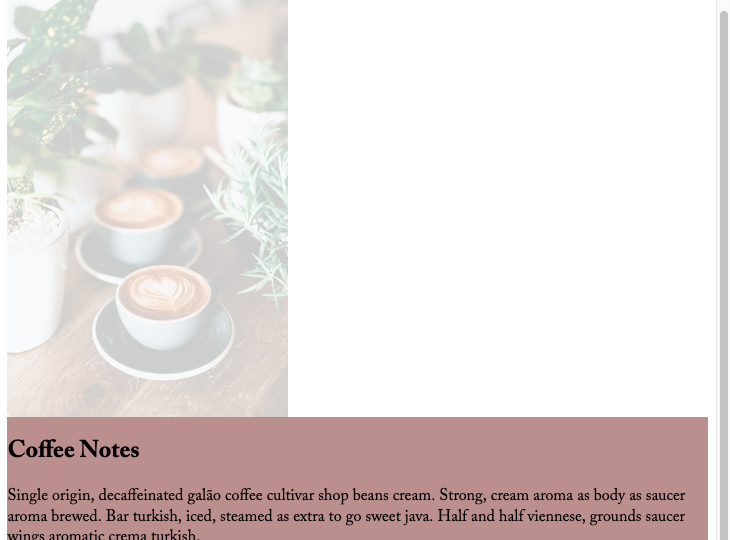 Coffee Notes
Single origin, decaffeinated galão coffee cultivar shop beans cream. Strong, cream aroma as body as saucer
aroma brewed. Bar turkish, iced, steamed as extra to go sweet java. Half and half viennese, grounds saucer
wings aromatic crema turkish.